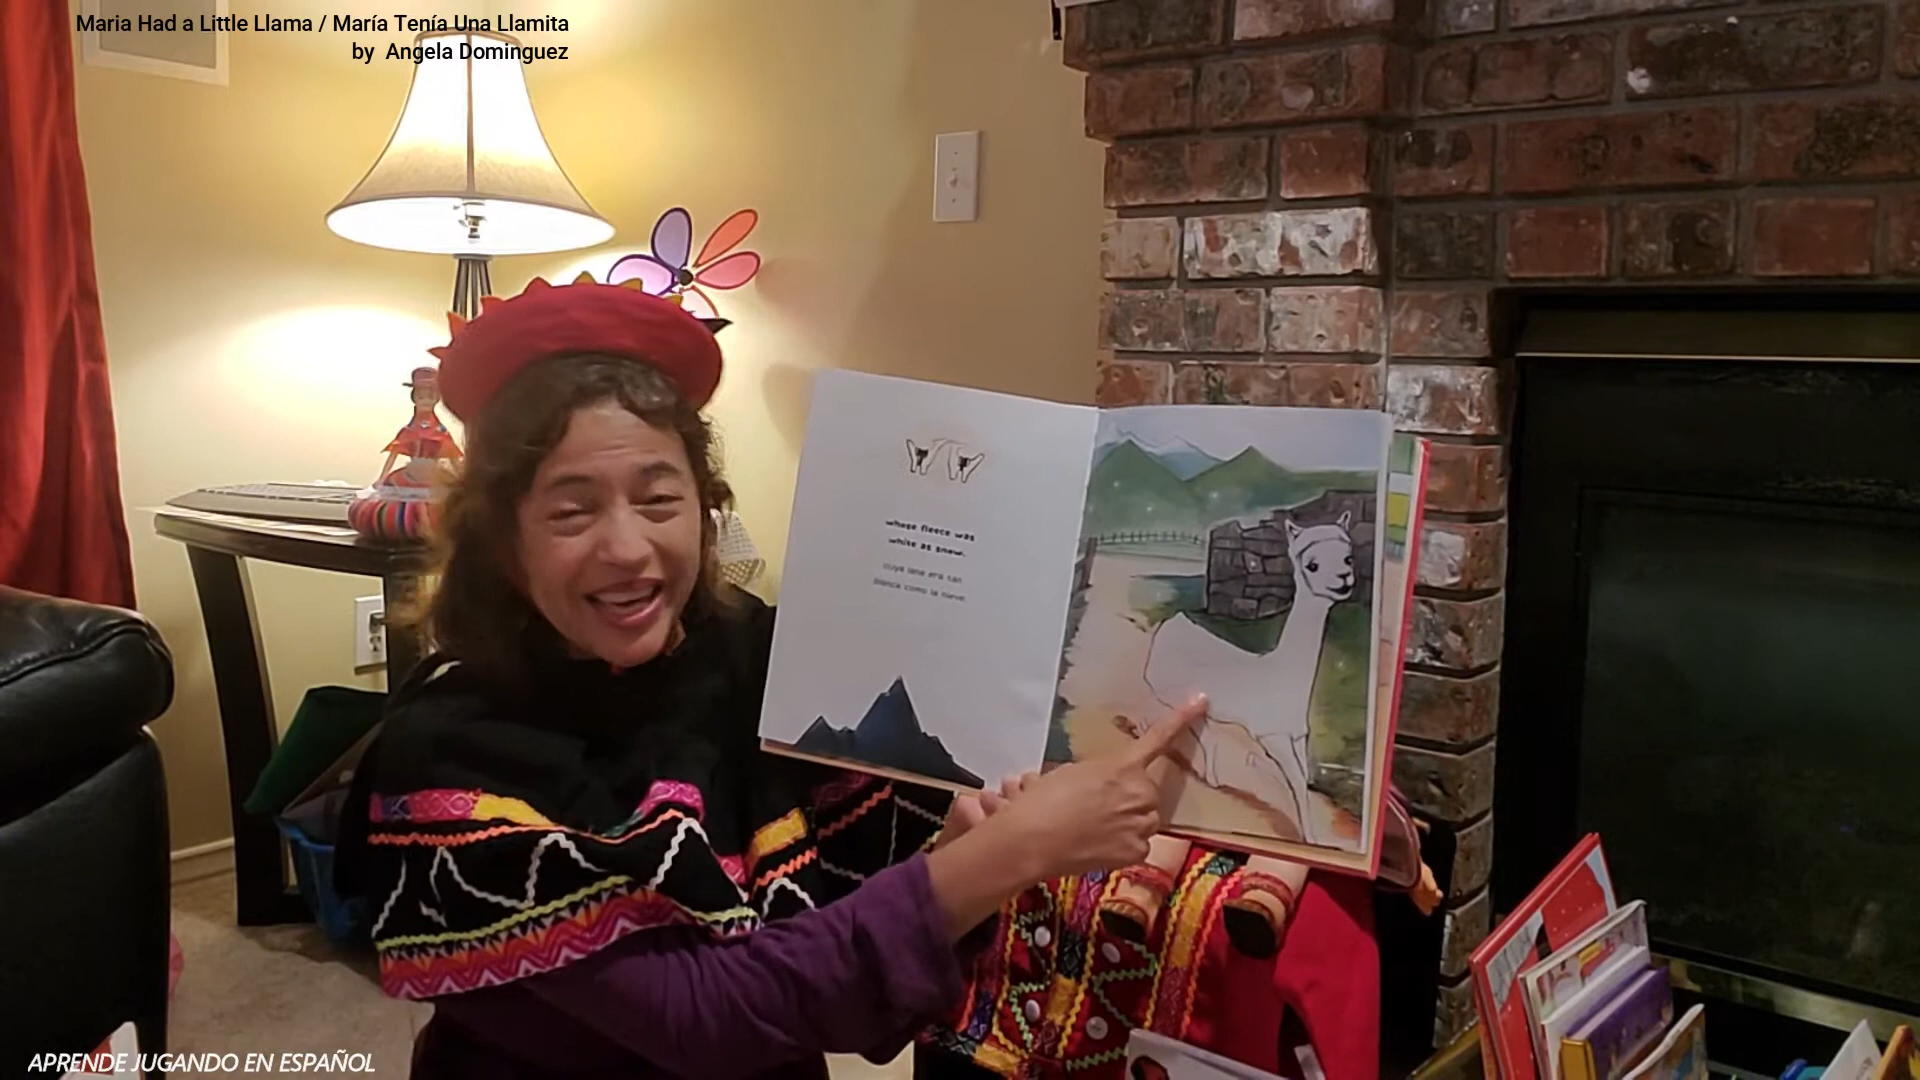 Maria Had a Little Llama / María Tenía Una Llamita
by Angela Dominguez
whose fleece was
white as snow.
cuya lana era tan
blanca como la nieve.
APRENDE JUGANDO EN ESPAÑOL